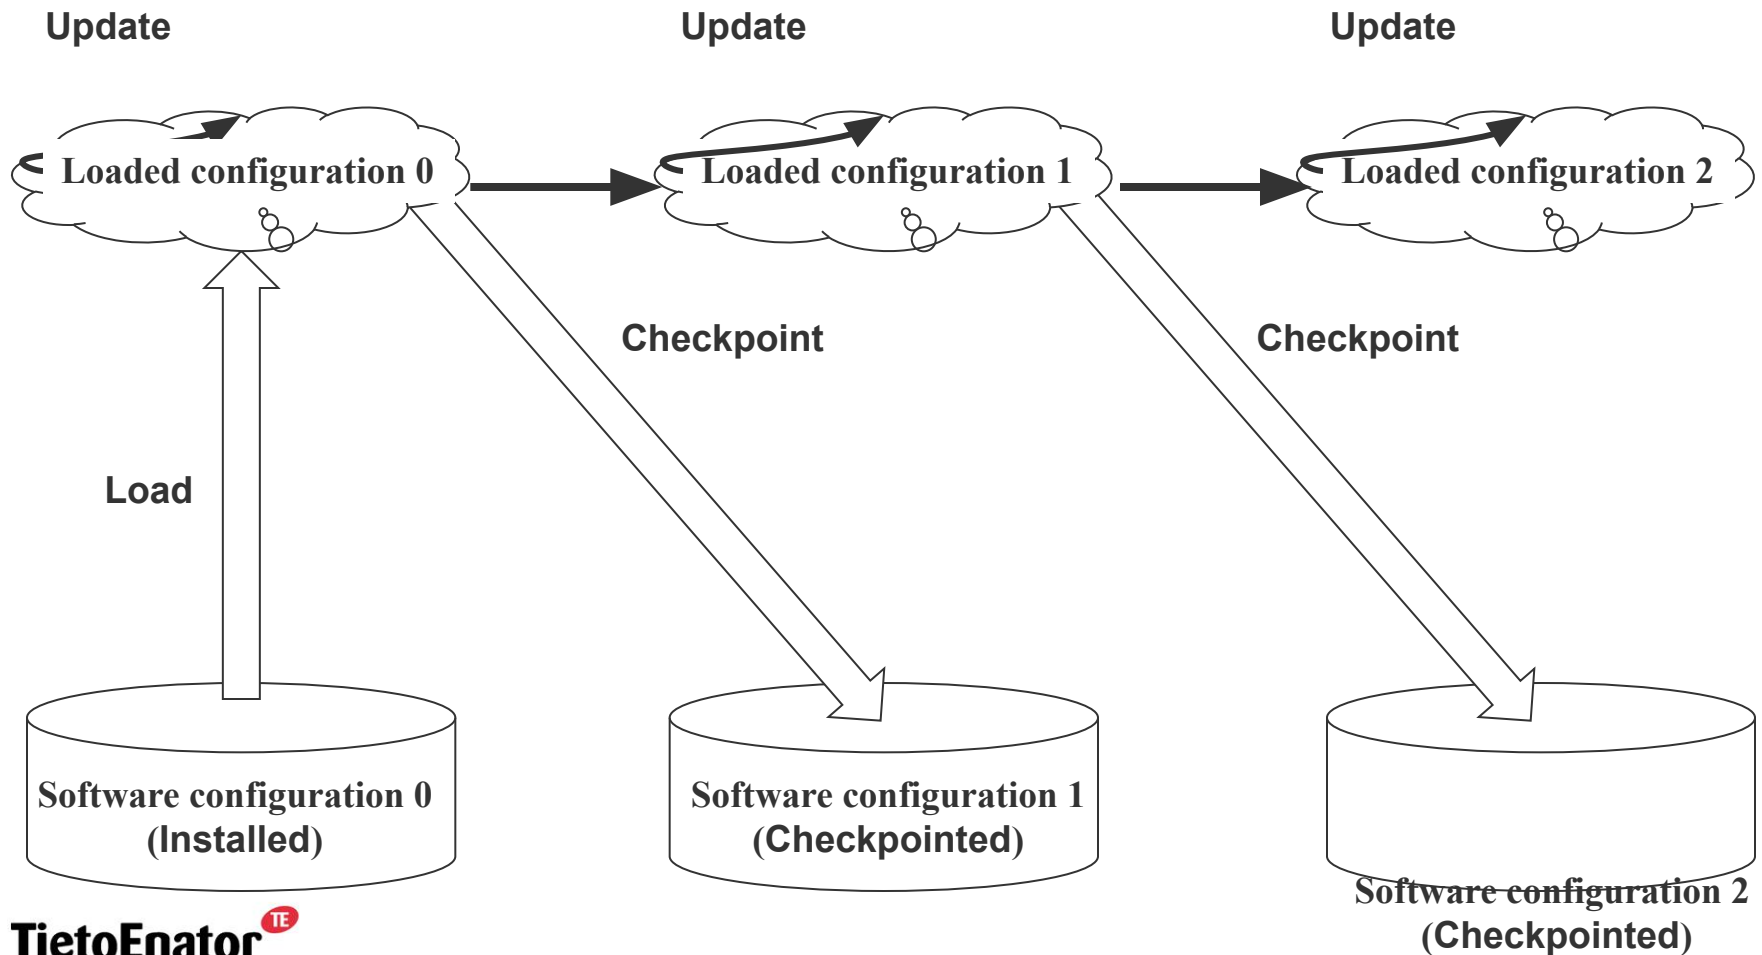 Update Update Update
Loaded configuration 0 Loaded configuration 1 Loaded configuration 2
Checkpoint Checkpoint
Load
Software configuration 0
(Installed)
Software configuration 1
(Checkpointed)
Software configuration 2
(Checkpointed)
TietoEnator TE